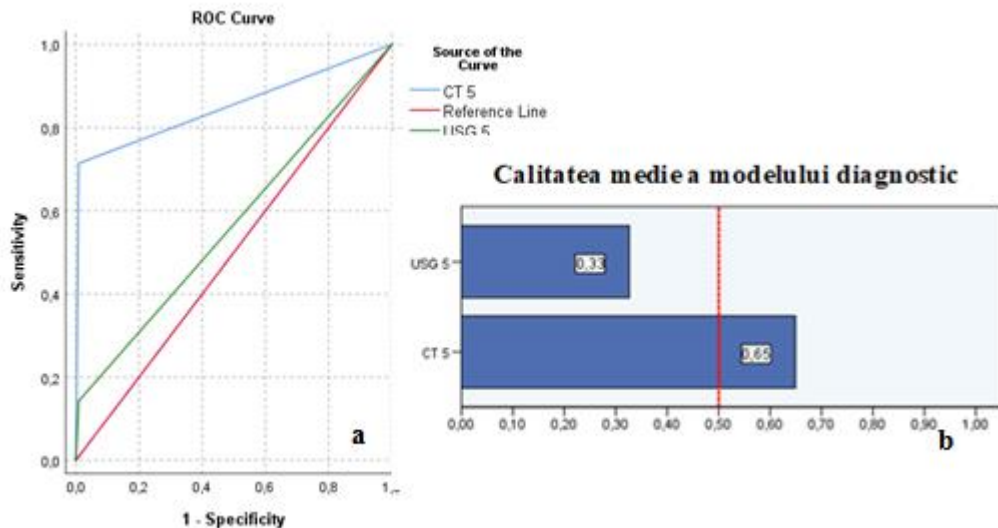 ROC Curve
Source of the
Curve
CT 5
Reference Line
USG 5
Sensitivity
1,0
0,8
0,6
0,4
0,2
0,0
0,0 0,2 0,4 0,6 0,8 1,
1 - Specificity
a
Calitatea medie a modelului diagnostic
USG 5
0,33
CT 5
0,65
0,00 0,10 0,20 0,30 0,40 0,50 0,60 0,70 0,80 0,90 1,00
b